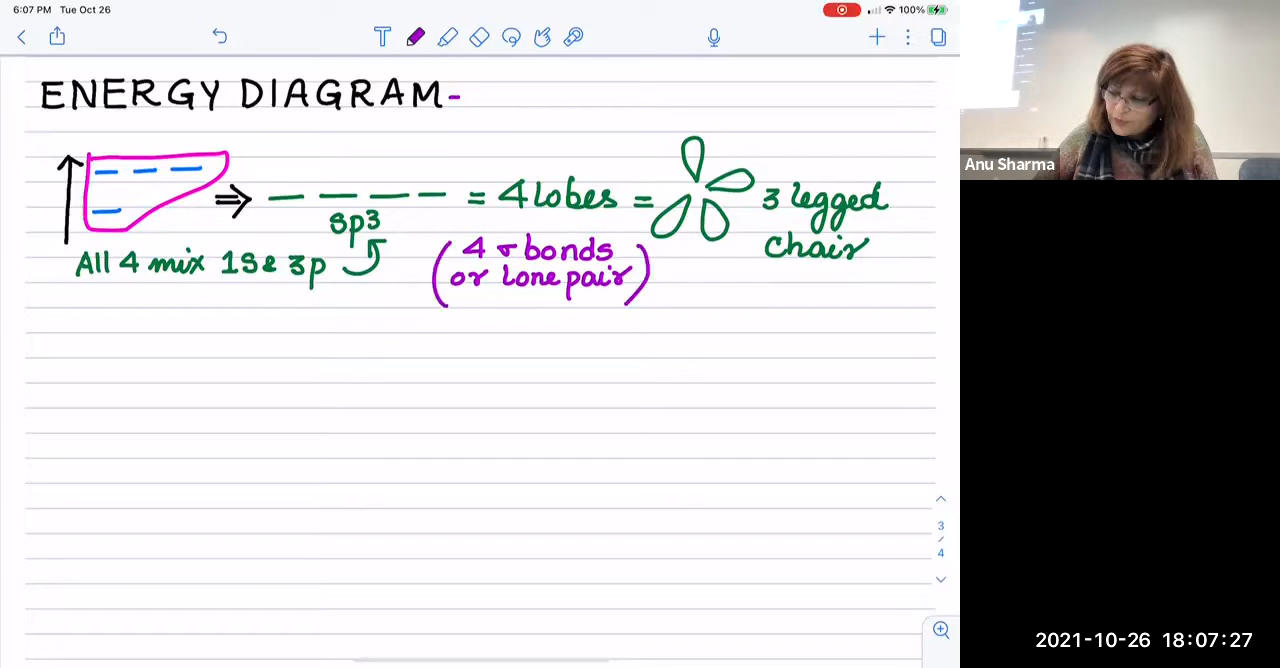 6:07 PM Tue Oct 26
100%
ENERGY DIAGRAM-
= 4 lobes = 3 legged
sp3 chair
All 4 mix 1s & 3p
(4 σ bonds
or lone pair)
Anu Sharma
3
/
4
2021-10-26 18:07:27